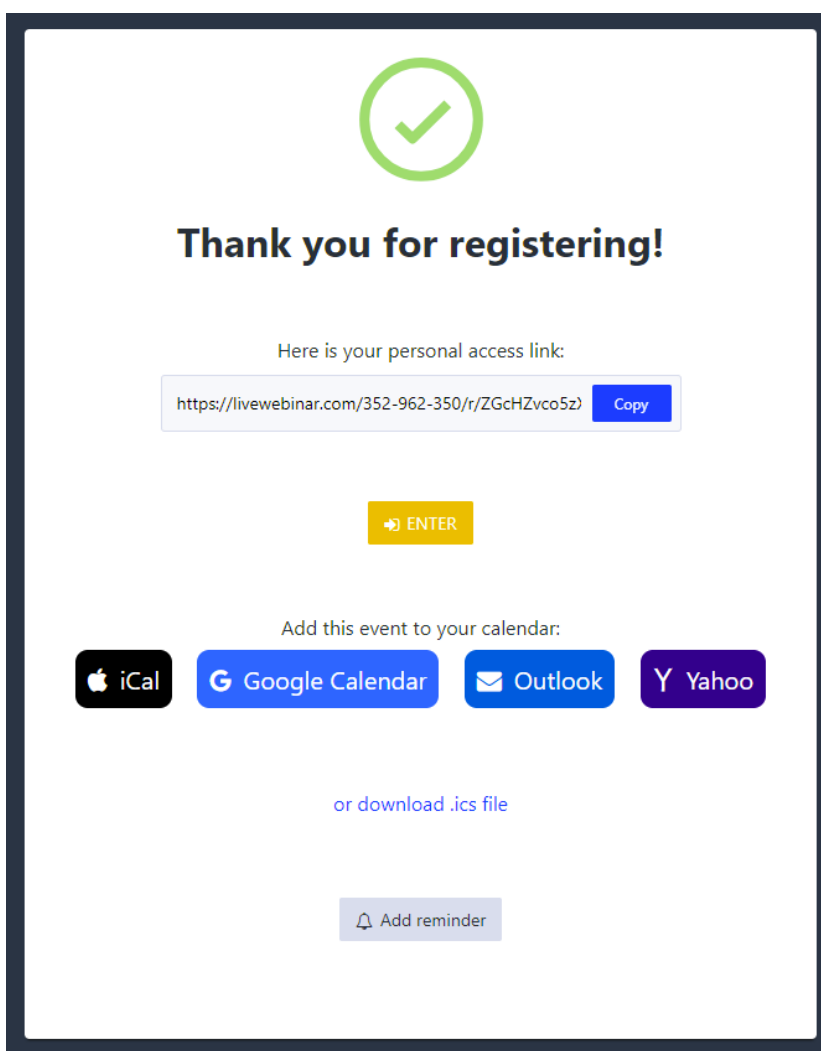 Thank you for registering!
Here is your personal access link:
https://livewebinar.com/352-962-350/r/ZGcHZvco5z
Copy
ENTER
Add this event to your calendar:
iCal
G Google Calendar
Outlook
Y Yahoo
or download .ics file
Add reminder